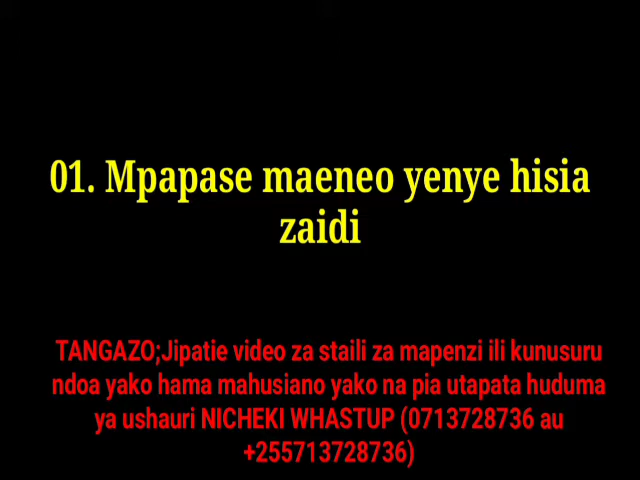 01. Mpapase maeneo yenye hisia
zaidi
TANGAZO;Jipatie video za staili za mapenzi ili kunusuru
ndoa yako hama mahusiano yako na pia utapata huduma
ya ushauri NICHEKI WHASTUP (0713728736 au
+255713728736)